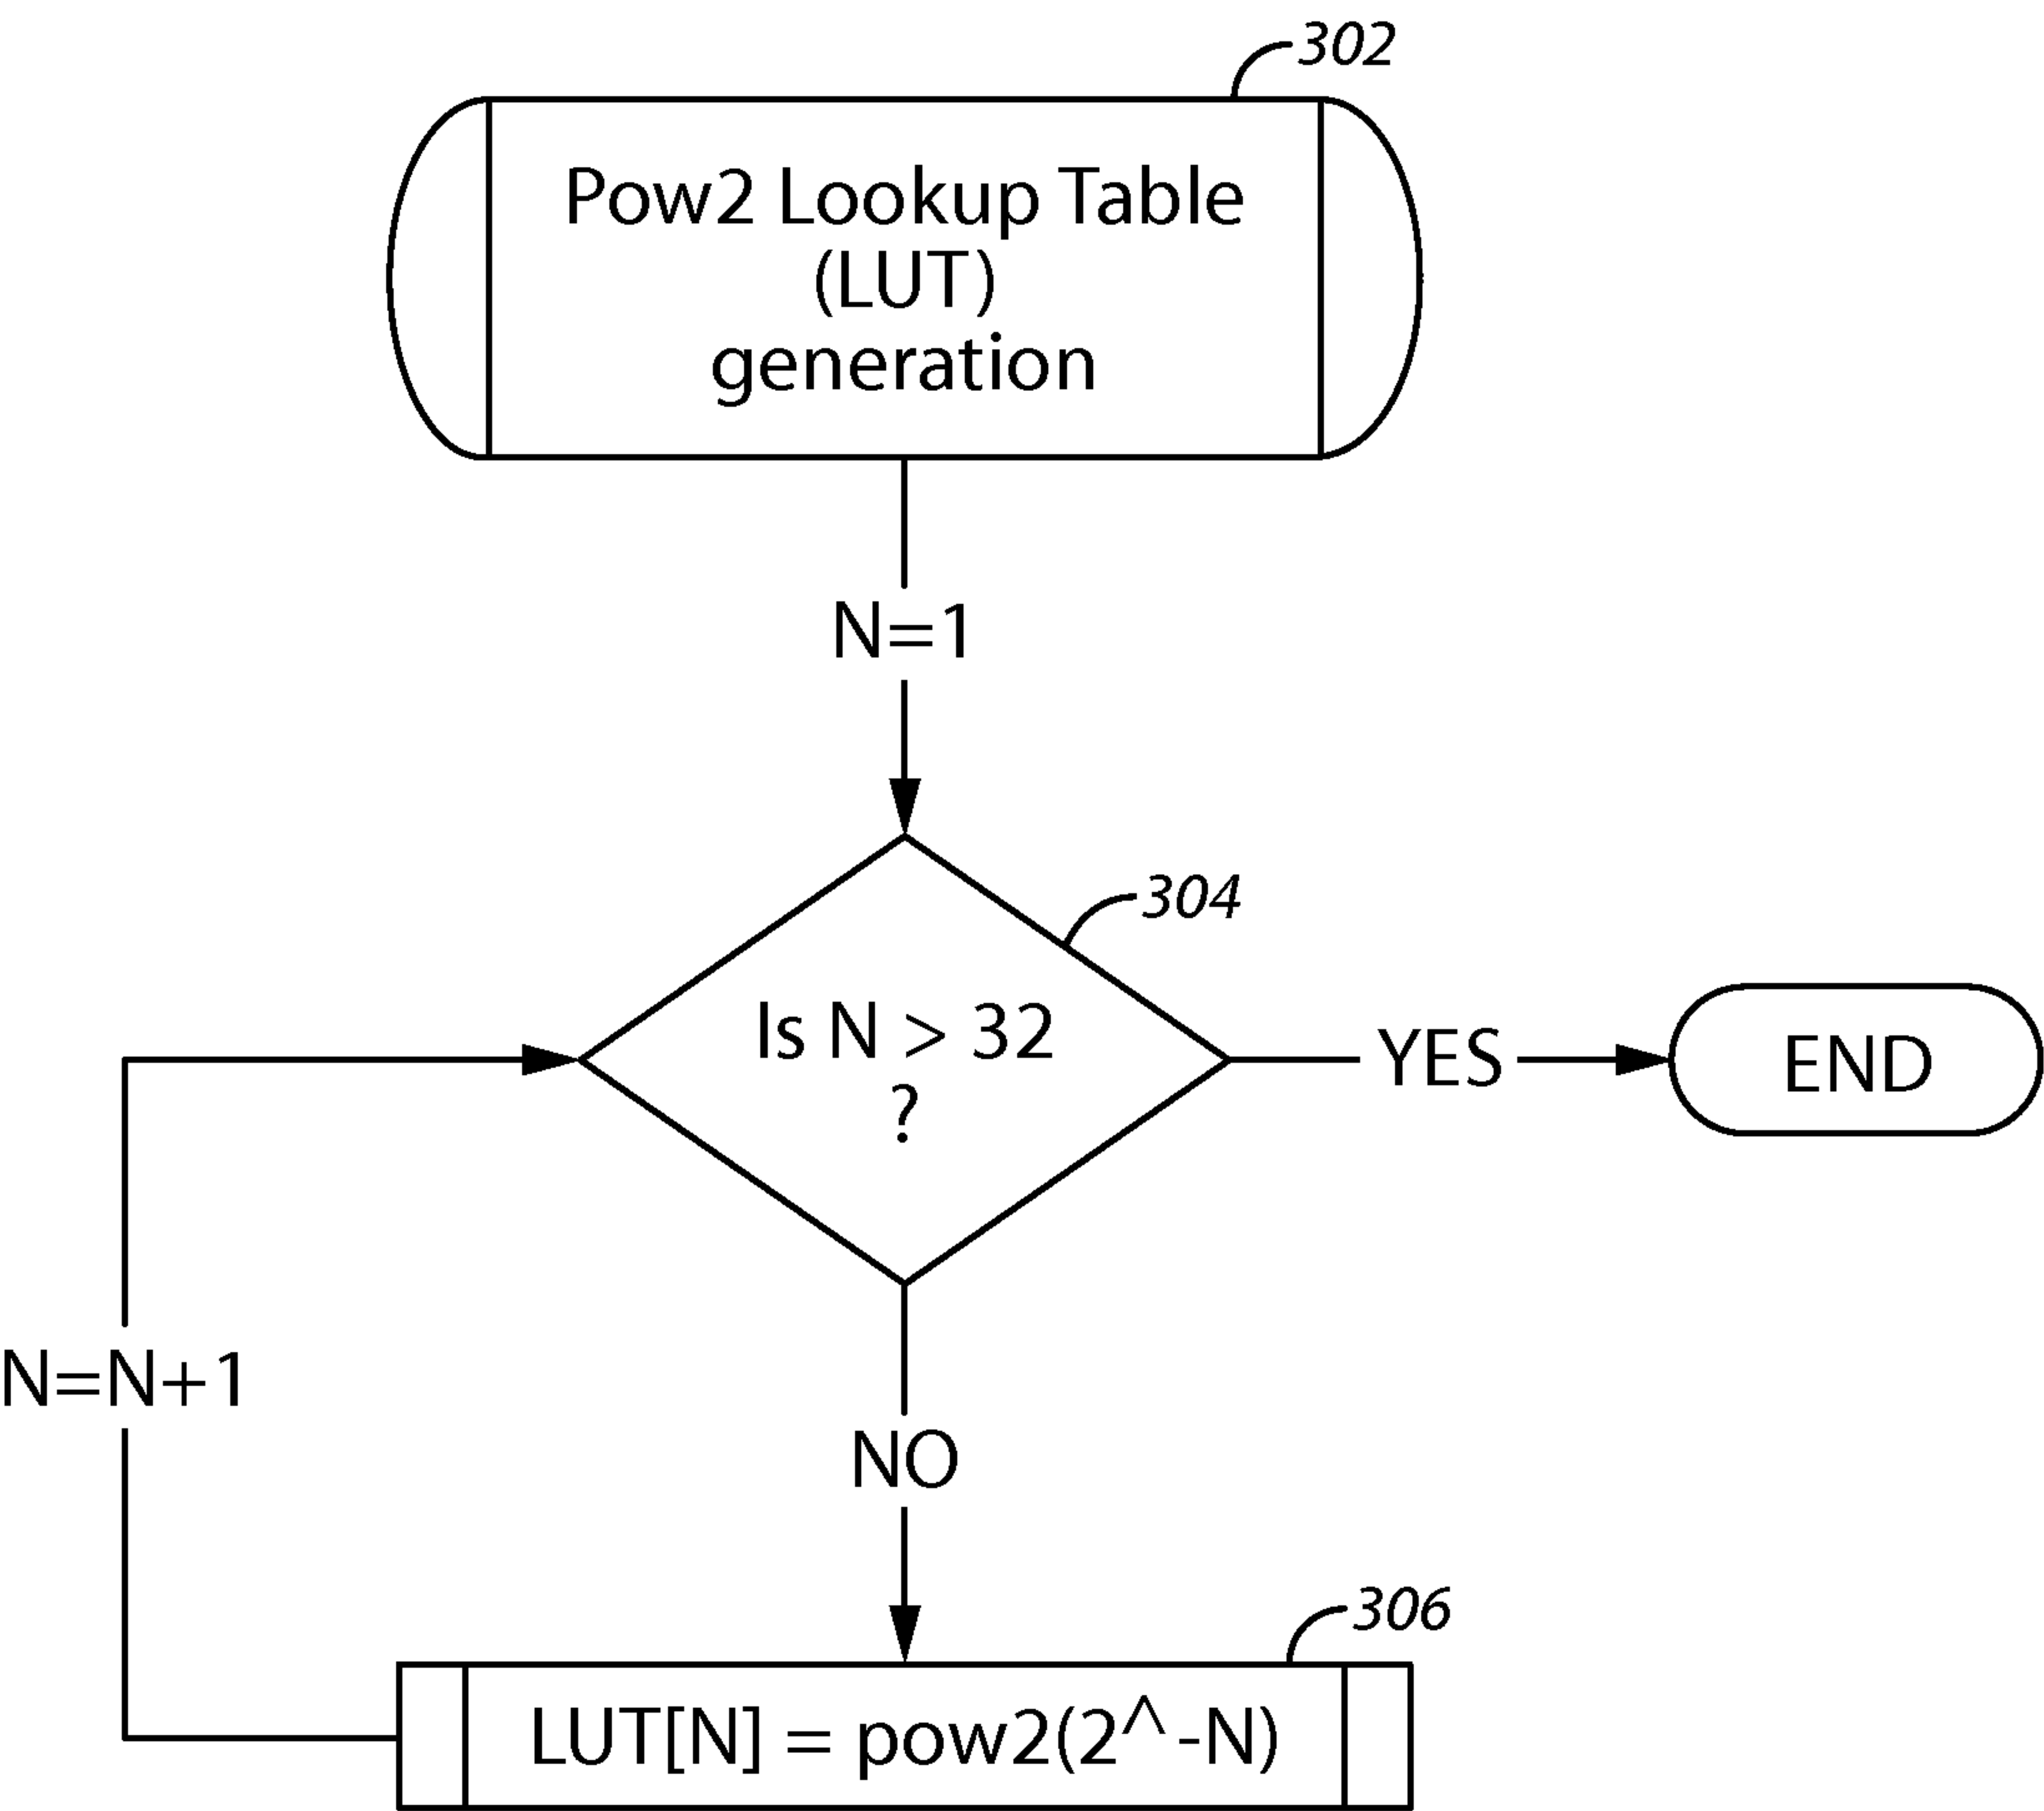 302
Pow2 Lookup Table
(LUT)
generation
N=1
304
Is N > 32
?
YES
END
N=N+1
NO
306
LUT[N] = pow2(2^-N)